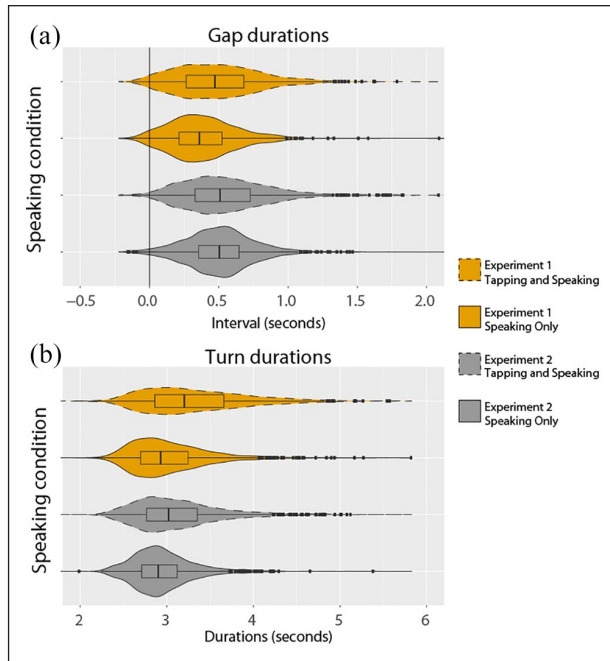 (a)
Gap durations
Speaking condition
−0.5 0.0 0.5 1.0 1.5 2.0
Interval (seconds)
Experiment 1
Tapping and Speaking
Experiment 1
Speaking Only
Experiment 2
Tapping and Speaking
Experiment 2
Speaking Only
(b)
Turn durations
Speaking condition
2 3 4 5 6
Durations (seconds)